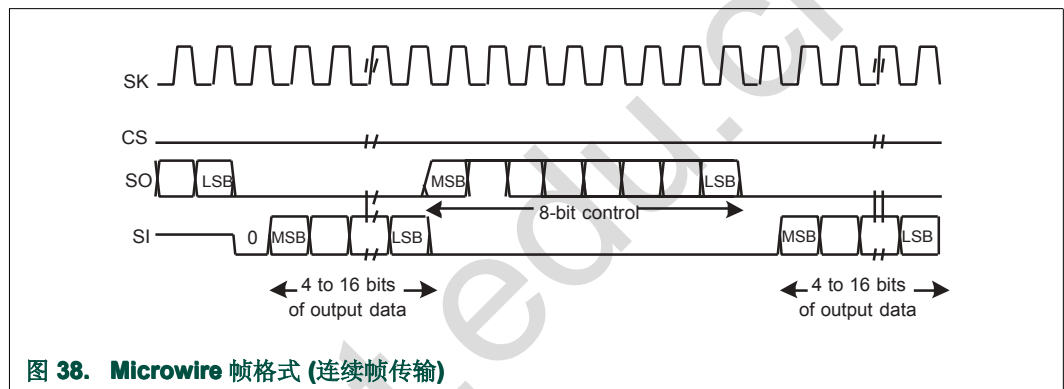 SK
CS
SO LSB MSB LSB
8-bit control
SI 0 MSB LSB MSB LSB
4 to 16 bits
of output data
4 to 16 bits
of output data
图 38. Microwire 帧格式 (连续帧传输)
edu.c